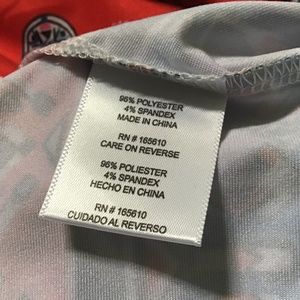 96% POLYESTER
4% SPANDEX
MADE IN CHINA
RN # 165610
CARE ON REVERSE
96% POLIESTER
4% SPANDEX
HECHO EN CHINA
RN # 165610
CUIDADO AL REVERSO